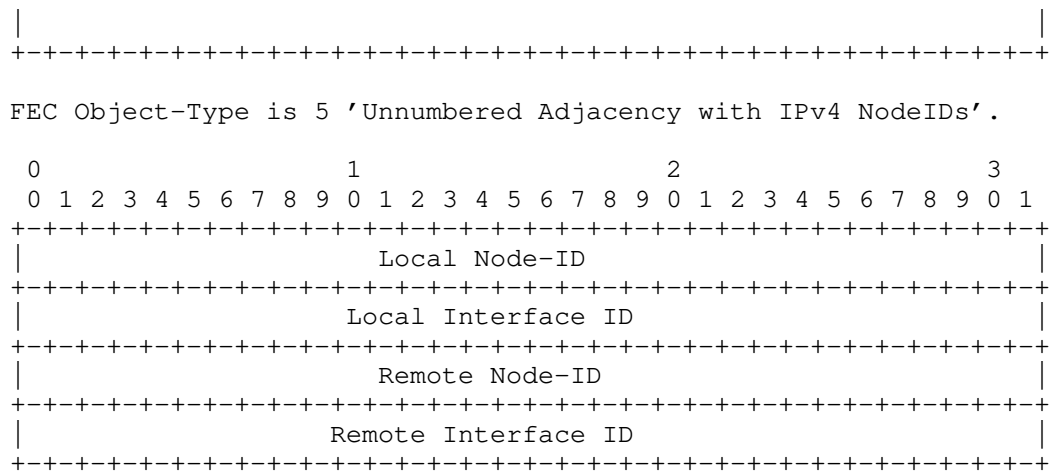 |                                                               |
+-+-+-+-+-+-+-+-+-+-+-+-+-+-+-+-+-+-+-+-+-+-+-+-+-+-+-+-+-+-+-+-+
FEC Object-Type is 5 'Unnumbered Adjacency with IPv4 NodeIDs'.
 0                   1                   2                   3
 0 1 2 3 4 5 6 7 8 9 0 1 2 3 4 5 6 7 8 9 0 1 2 3 4 5 6 7 8 9 0 1
+-+-+-+-+-+-+-+-+-+-+-+-+-+-+-+-+-+-+-+-+-+-+-+-+-+-+-+-+-+-+-+-+
|                      Local Node-ID                            |
+-+-+-+-+-+-+-+-+-+-+-+-+-+-+-+-+-+-+-+-+-+-+-+-+-+-+-+-+-+-+-+-+
|                    Local Interface ID                         |
+-+-+-+-+-+-+-+-+-+-+-+-+-+-+-+-+-+-+-+-+-+-+-+-+-+-+-+-+-+-+-+-+
|                      Remote Node-ID                           |
+-+-+-+-+-+-+-+-+-+-+-+-+-+-+-+-+-+-+-+-+-+-+-+-+-+-+-+-+-+-+-+-+
|                   Remote Interface ID                         |
+-+-+-+-+-+-+-+-+-+-+-+-+-+-+-+-+-+-+-+-+-+-+-+-+-+-+-+-+-+-+-+-+